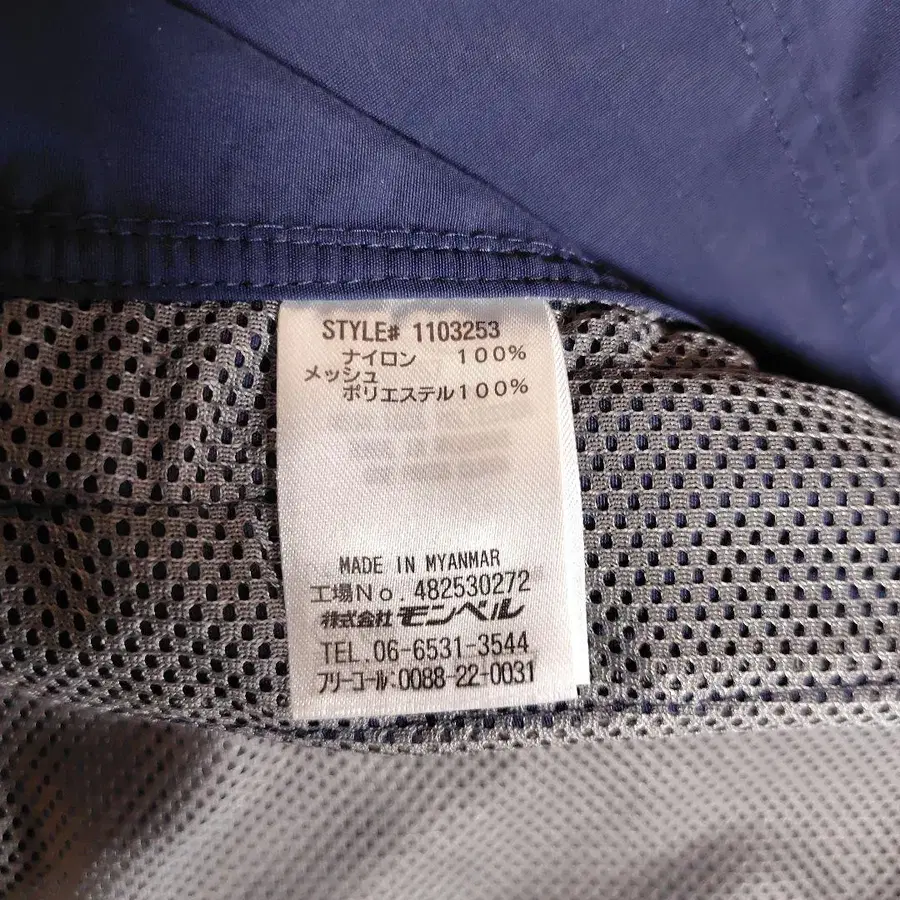 STYLE# 1103253
ナイロン 100%
メッシュ
ポリエステル100%
MADE IN MYANMAR
工場No.482530272
株式会社モンベル
TEL.06-6531-3544
フリーコール:0088-22-0031